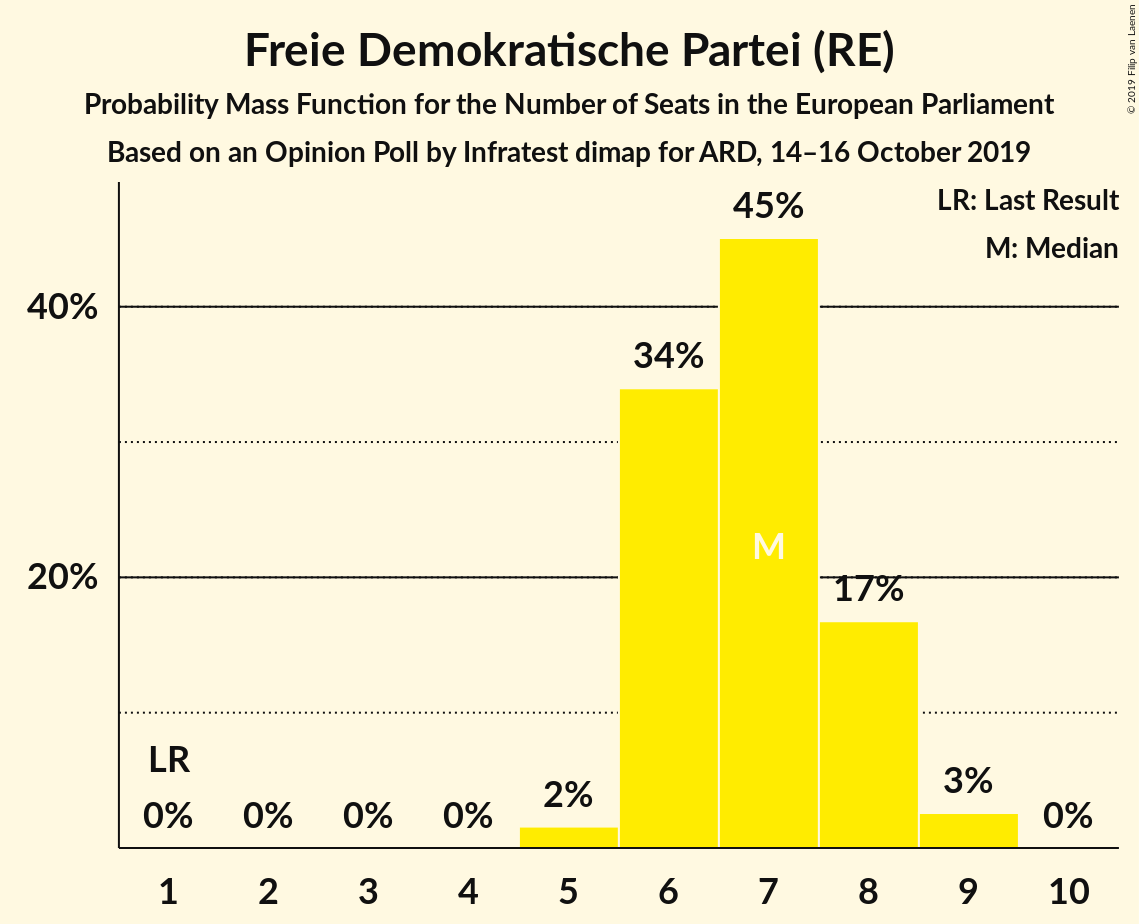 Freie Demokratische Partei (RE)
Probability Mass Function for the Number of Seats in the European Parliament
Based on an Opinion Poll by Infratest dimap for ARD, 14–16 October 2019
© 2019 Filip van Laenen
LR: Last Result
M: Median
45%
40%
34%
M
20%
17%
LR
0%
0%
0%
0%
2%
3%
0%
1 2 3 4 5 6 7 8 9 10